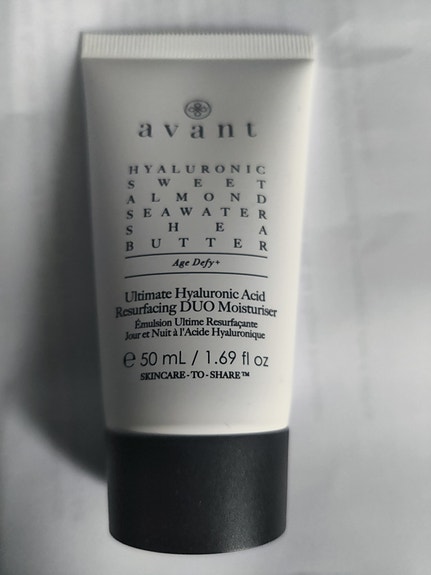 avant
HYALURONIC
SWEET
ALMOND
SEAWATER
SHEA
BUTTER
Age Defy+
Ultimate Hyaluronic Acid
Resurfacing DUO Moisturiser
Émulsion Ultime Resurfaçante
Jour et Nuit à l'Acide Hyaluronique
e 50 mL / 1.69 fl oz
SKINCARE-TO-SHARE™